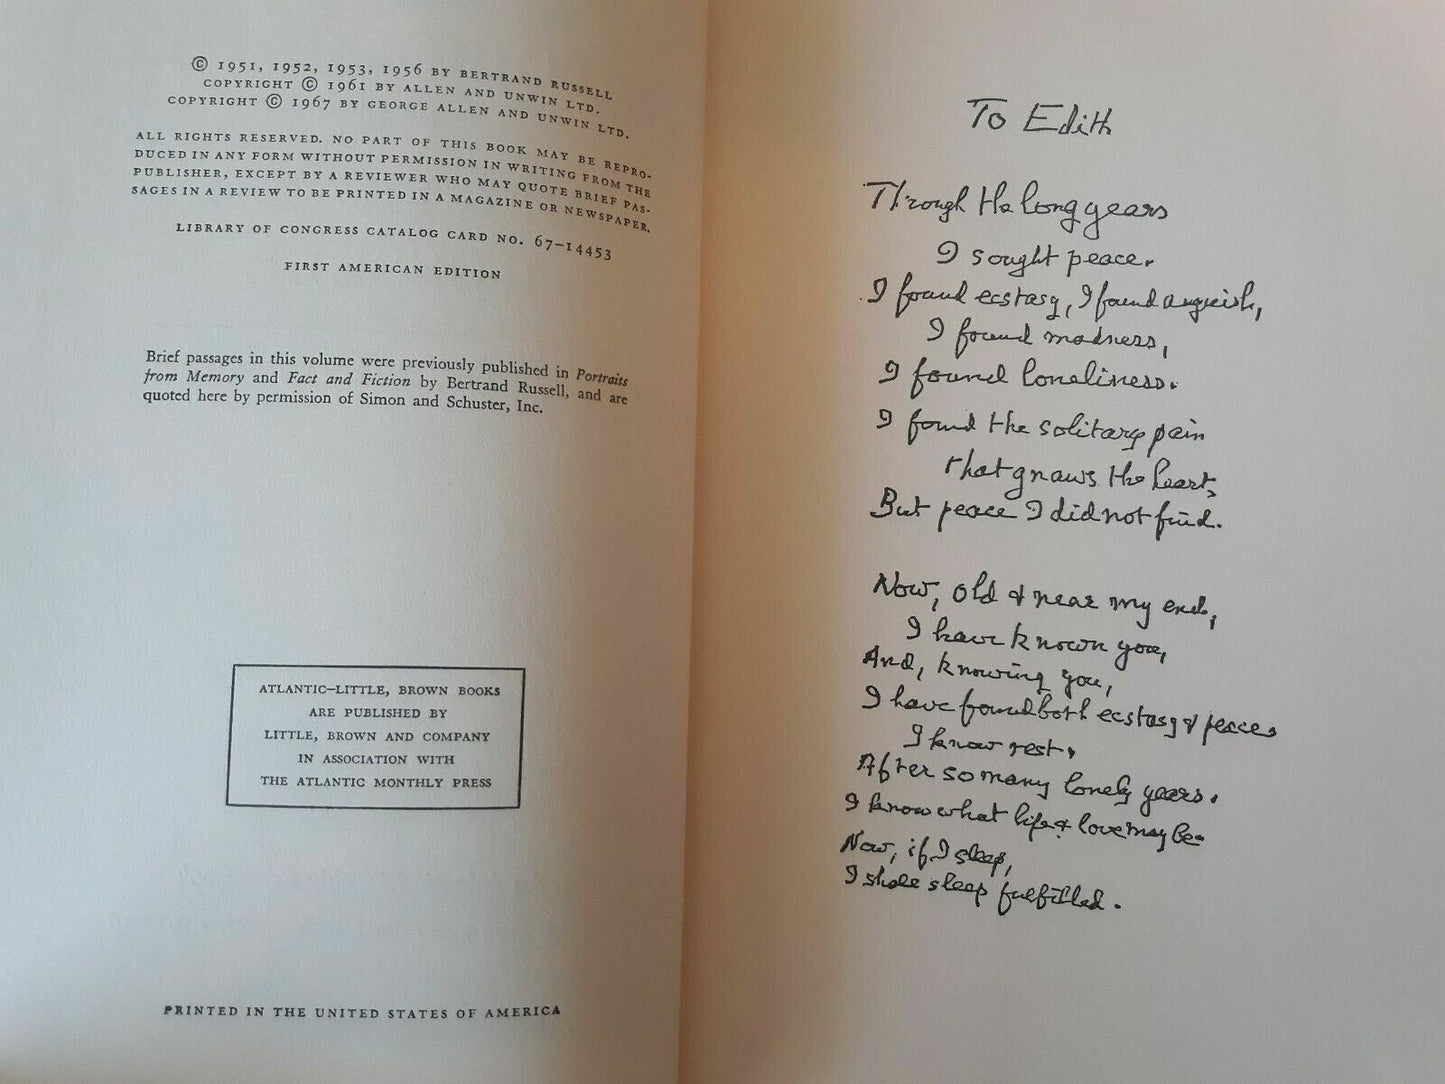 © 1951, 1952, 1953, 1956 BY BERTRAND RUSSELL
COPYRIGHT © 1961 BY ALLEN AND UNWIN LTD.
COPYRIGHT © 1967 BY GEORGE ALLEN AND UNWIN LTD.
ALL RIGHTS RESERVED. NO PART OF THIS BOOK MAY BE REPRO-
DUCED IN ANY FORM WITHOUT PERMISSION IN WRITING FROM THE
PUBLISHER, EXCEPT BY A REVIEWER WHO MAY QUOTE BRIEF PAS-
SAGES IN A REVIEW TO BE PRINTED IN A MAGAZINE OR NEWSPAPER.
LIBRARY OF CONGRESS CATALOG CARD NO. 67-14453
FIRST AMERICAN EDITION
Brief passages in this volume were previously published in Portraits
from Memory and Fact and Fiction by Bertrand Russell, and are
quoted here by permission of Simon and Schuster, Inc.
ATLANTIC-LITTLE, BROWN BOOKS
ARE PUBLISHED BY
LITTLE, BROWN AND COMPANY
IN ASSOCIATION WITH
THE ATLANTIC MONTHLY PRESS
PRINTED IN THE UNITED STATES OF AMERICA
To Edith
Through the long years
I sought peace.
I found ecstasy, I found anguish,
I found madness,
I found loneliness.
I found the solitary pain
that gnaws the heart,
But peace I did not find.
Now, old & near my end,
I have known you,
And, knowing you,
I have found both ecstasy & peace.
I know rest.
After so many lonely years.
I know what life & love may be.
Now, if I sleep,
I shall sleep fulfilled.